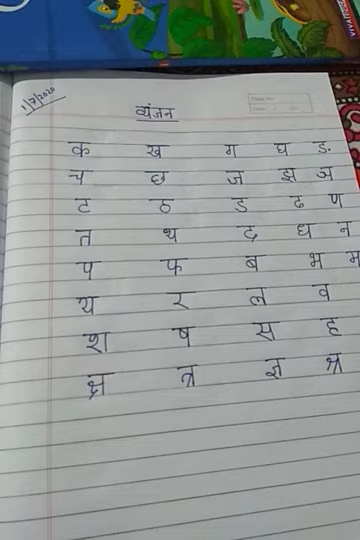 1/7/2020
व्यंजन
क ख ग घ ङ
च छ ज झ ञ
ट ठ ड ढ ण
त थ द ध न
प फ ब भ म
य र ल व
श ष स ह
क्ष त्र ज्ञ श्र